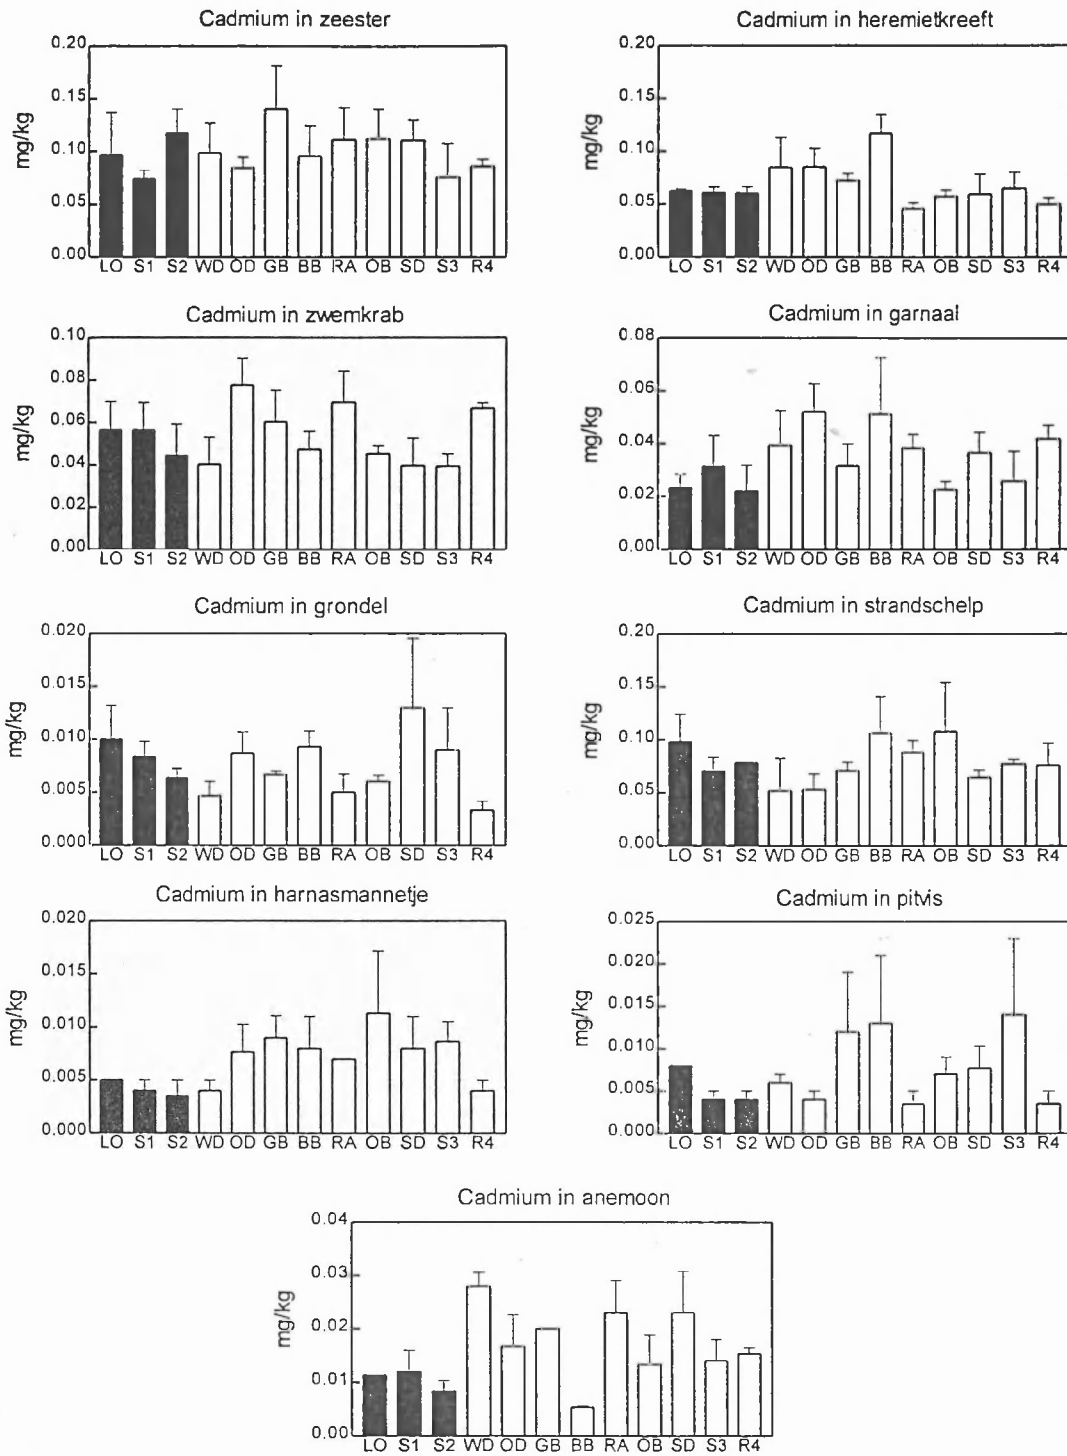 Cadmium in zeester
0.20
0.15
0.10
0.05
0.00
mg/kg
LO S1 S2 WD OD GB BB RA OB SD S3 R4
Cadmium in heremietkreeft
0.20
0.15
0.10
0.05
0.00
mg/kg
LO S1 S2 WD OD GB BB RA OB SD S3 R4
Cadmium in zwemkrab
0.10
0.08
0.06
0.04
0.02
0.00
mg/kg
LO S1 S2 WD OD GB BB RA OB SD S3 R4
Cadmium in garnaal
0.08
0.06
0.04
0.02
0.00
mg/kg
LO S1 S2 WD OD GB BB RA OB SD S3 R4
Cadmium in grondel
0.020
0.015
0.010
0.005
0.000
mg/kg
LO S1 S2 WD OD GB BB RA OB SD S3 R4
Cadmium in strandschelp
0.20
0.15
0.10
0.05
0.00
mg/kg
LO S1 S2 WD OD GB BB RA OB SD S3 R4
Cadmium in harnasmannetje
0.020
0.015
0.010
0.005
0.000
mg/kg
LO S1 S2 WD OD GB BB RA OB SD S3 R4
Cadmium in pitvis
0.025
0.020
0.015
0.010
0.005
0.000
mg/kg
LO S1 S2 WD OD GB BB RA OB SD S3 R4
Cadmium in anemoon
0.04
0.03
0.02
0.01
0.00
mg/kg
LO S1 S2 WD OD GB BB RA OB SD S3 R4